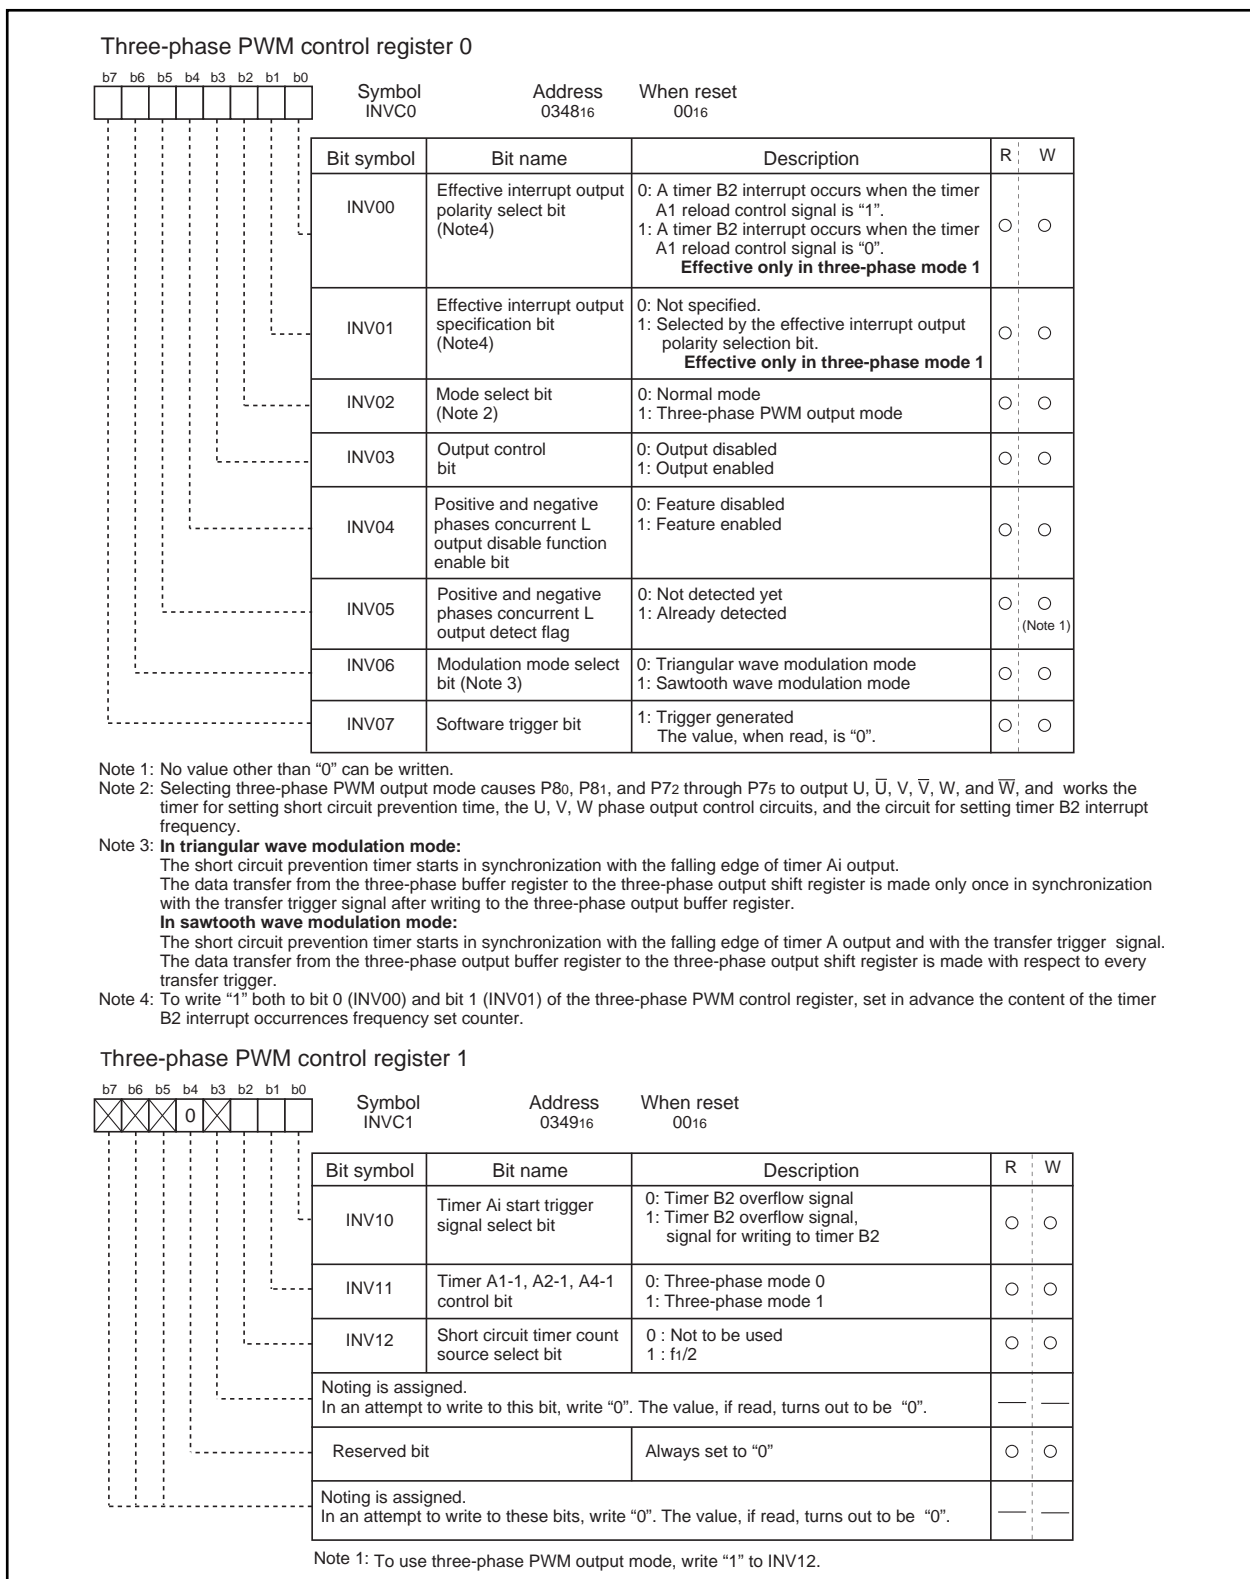 Three-phase PWM control register 0
b7 b6 b5 b4 b3 b2 b1 b0
Symbol Address When reset
INVC0 034816 0016
Bit symbol Bit name Description R W
INV00 Effective interrupt output polarity select bit (Note4) 0: A timer B2 interrupt occurs when the timer A1 reload control signal is “1”.
1: A timer B2 interrupt occurs when the timer A1 reload control signal is “0”.
Effective only in three-phase mode 1
INV01 Effective interrupt output specification bit (Note4) 0: Not specified.
1: Selected by the effective interrupt output polarity selection bit.
Effective only in three-phase mode 1
INV02 Mode select bit (Note 2) 0: Normal mode
1: Three-phase PWM output mode
INV03 Output control bit 0: Output disabled
1: Output enabled
INV04 Positive and negative phases concurrent L output disable function enable bit 0: Feature disabled
1: Feature enabled
INV05 Positive and negative phases concurrent L output detect flag 0: Not detected yet
1: Already detected
(Note 1)
INV06 Modulation mode select bit (Note 3) 0: Triangular wave modulation mode
1: Sawtooth wave modulation mode
INV07 Software trigger bit 1: Trigger generated
The value, when read, is “0”.
Note 1: No value other than “0” can be written.
Note 2: Selecting three-phase PWM output mode causes P80, P81, and P72 through P75 to output U, U̅, V, V̅, W, and W̅, and works the
timer for setting short circuit prevention time, the U, V, W phase output control circuits, and the circuit for setting timer B2 interrupt
frequency.
Note 3: In triangular wave modulation mode:
The short circuit prevention timer starts in synchronization with the falling edge of timer Ai output.
The data transfer from the three-phase buffer register to the three-phase output shift register is made only once in synchronization
with the transfer trigger signal after writing to the three-phase output buffer register.
In sawtooth wave modulation mode:
The short circuit prevention timer starts in synchronization with the falling edge of timer A output and with the transfer trigger signal.
The data transfer from the three-phase output buffer register to the three-phase output shift register is made with respect to every
transfer trigger.
Note 4: To write “1” both to bit 0 (INV00) and bit 1 (INV01) of the three-phase PWM control register, set in advance the content of the timer
B2 interrupt occurrences frequency set counter.
Three-phase PWM control register 1
b7 b6 b5 b4 b3 b2 b1 b0
0
Symbol Address When reset
INVC1 034916 0016
Bit symbol Bit name Description R W
INV10 Timer Ai start trigger signal select bit 0: Timer B2 overflow signal
1: Timer B2 overflow signal, signal for writing to timer B2
INV11 Timer A1-1, A2-1, A4-1 control bit 0: Three-phase mode 0
1: Three-phase mode 1
INV12 Short circuit timer count source select bit 0 : Not to be used
1 : f1/2
Noting is assigned.
In an attempt to write to this bit, write “0”. The value, if read, turns out to be “0”.
Reserved bit Always set to “0”
Noting is assigned.
In an attempt to write to these bits, write “0”. The value, if read, turns out to be “0”.
Note 1: To use three-phase PWM output mode, write “1” to INV12.